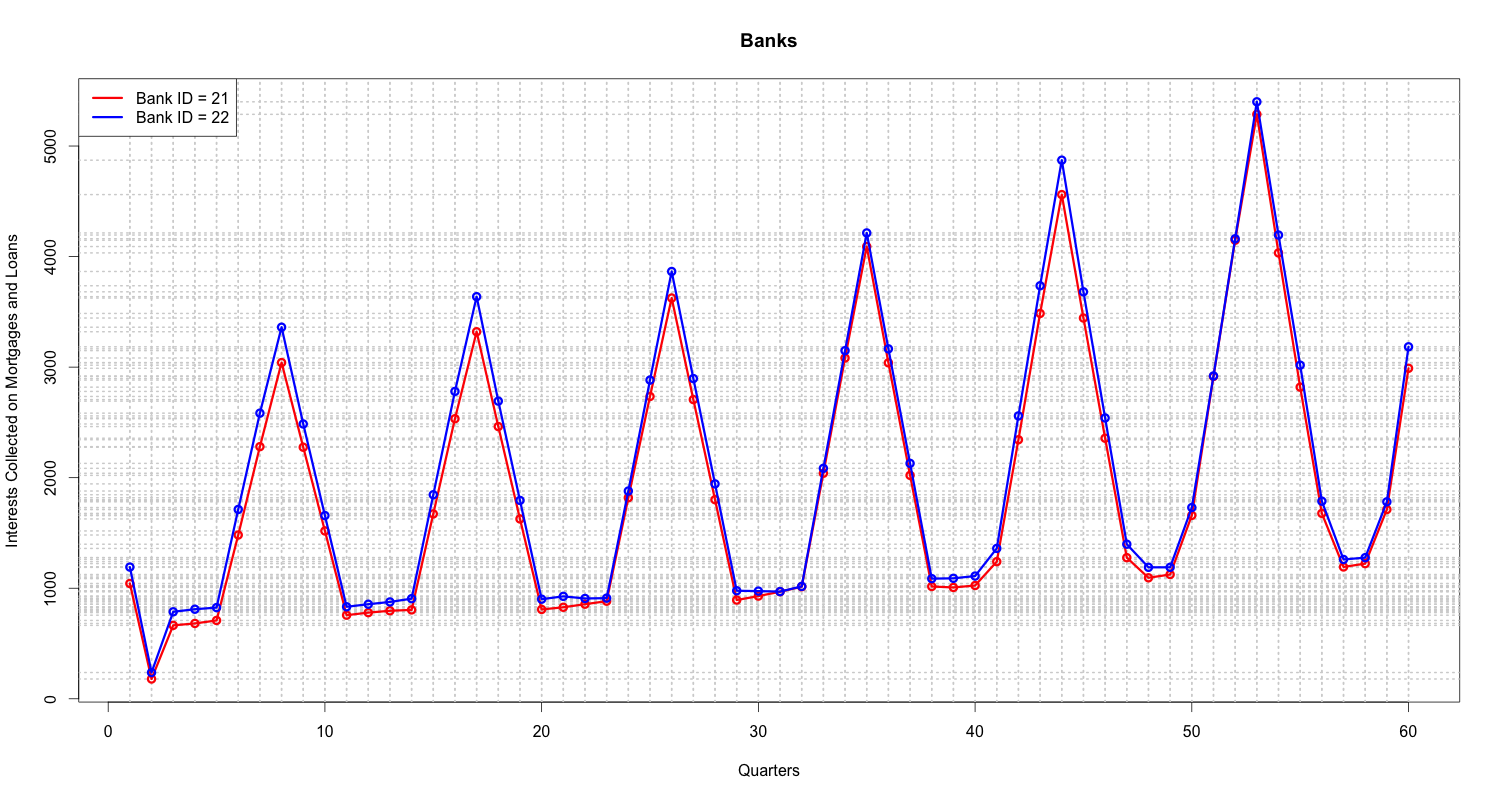 Banks
Bank ID = 21
Bank ID = 22
Interests Collected on Mortgages and Loans
5000
4000
3000
2000
1000
0
0 10 20 30 40 50 60
Quarters